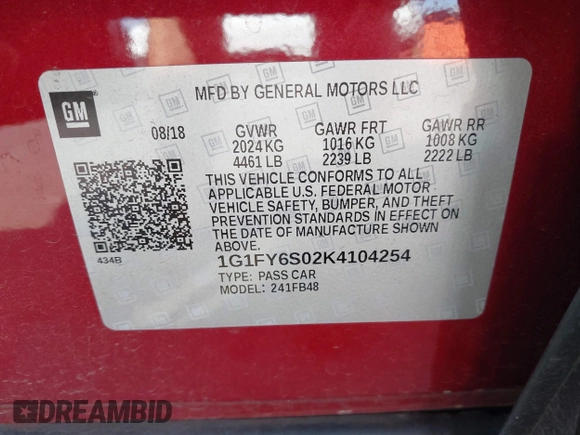 MFD BY GENERAL MOTORS LLC
GM
08/18 GVWR GAWR FRT GAWR RR
2024 KG 1016 KG 1008 KG
4461 LB 2239 LB 2222 LB
THIS VEHICLE CONFORMS TO ALL
APPLICABLE U.S. FEDERAL MOTOR
VEHICLE SAFETY, BUMPER, AND THEFT
PREVENTION STANDARDS IN EFFECT ON
THE DATE OF MANUFACTURE SHOWN
ABOVE.
434B
1G1FY6S02K4104254
TYPE: PASS CAR
MODEL: 241FB48
DREAMBID